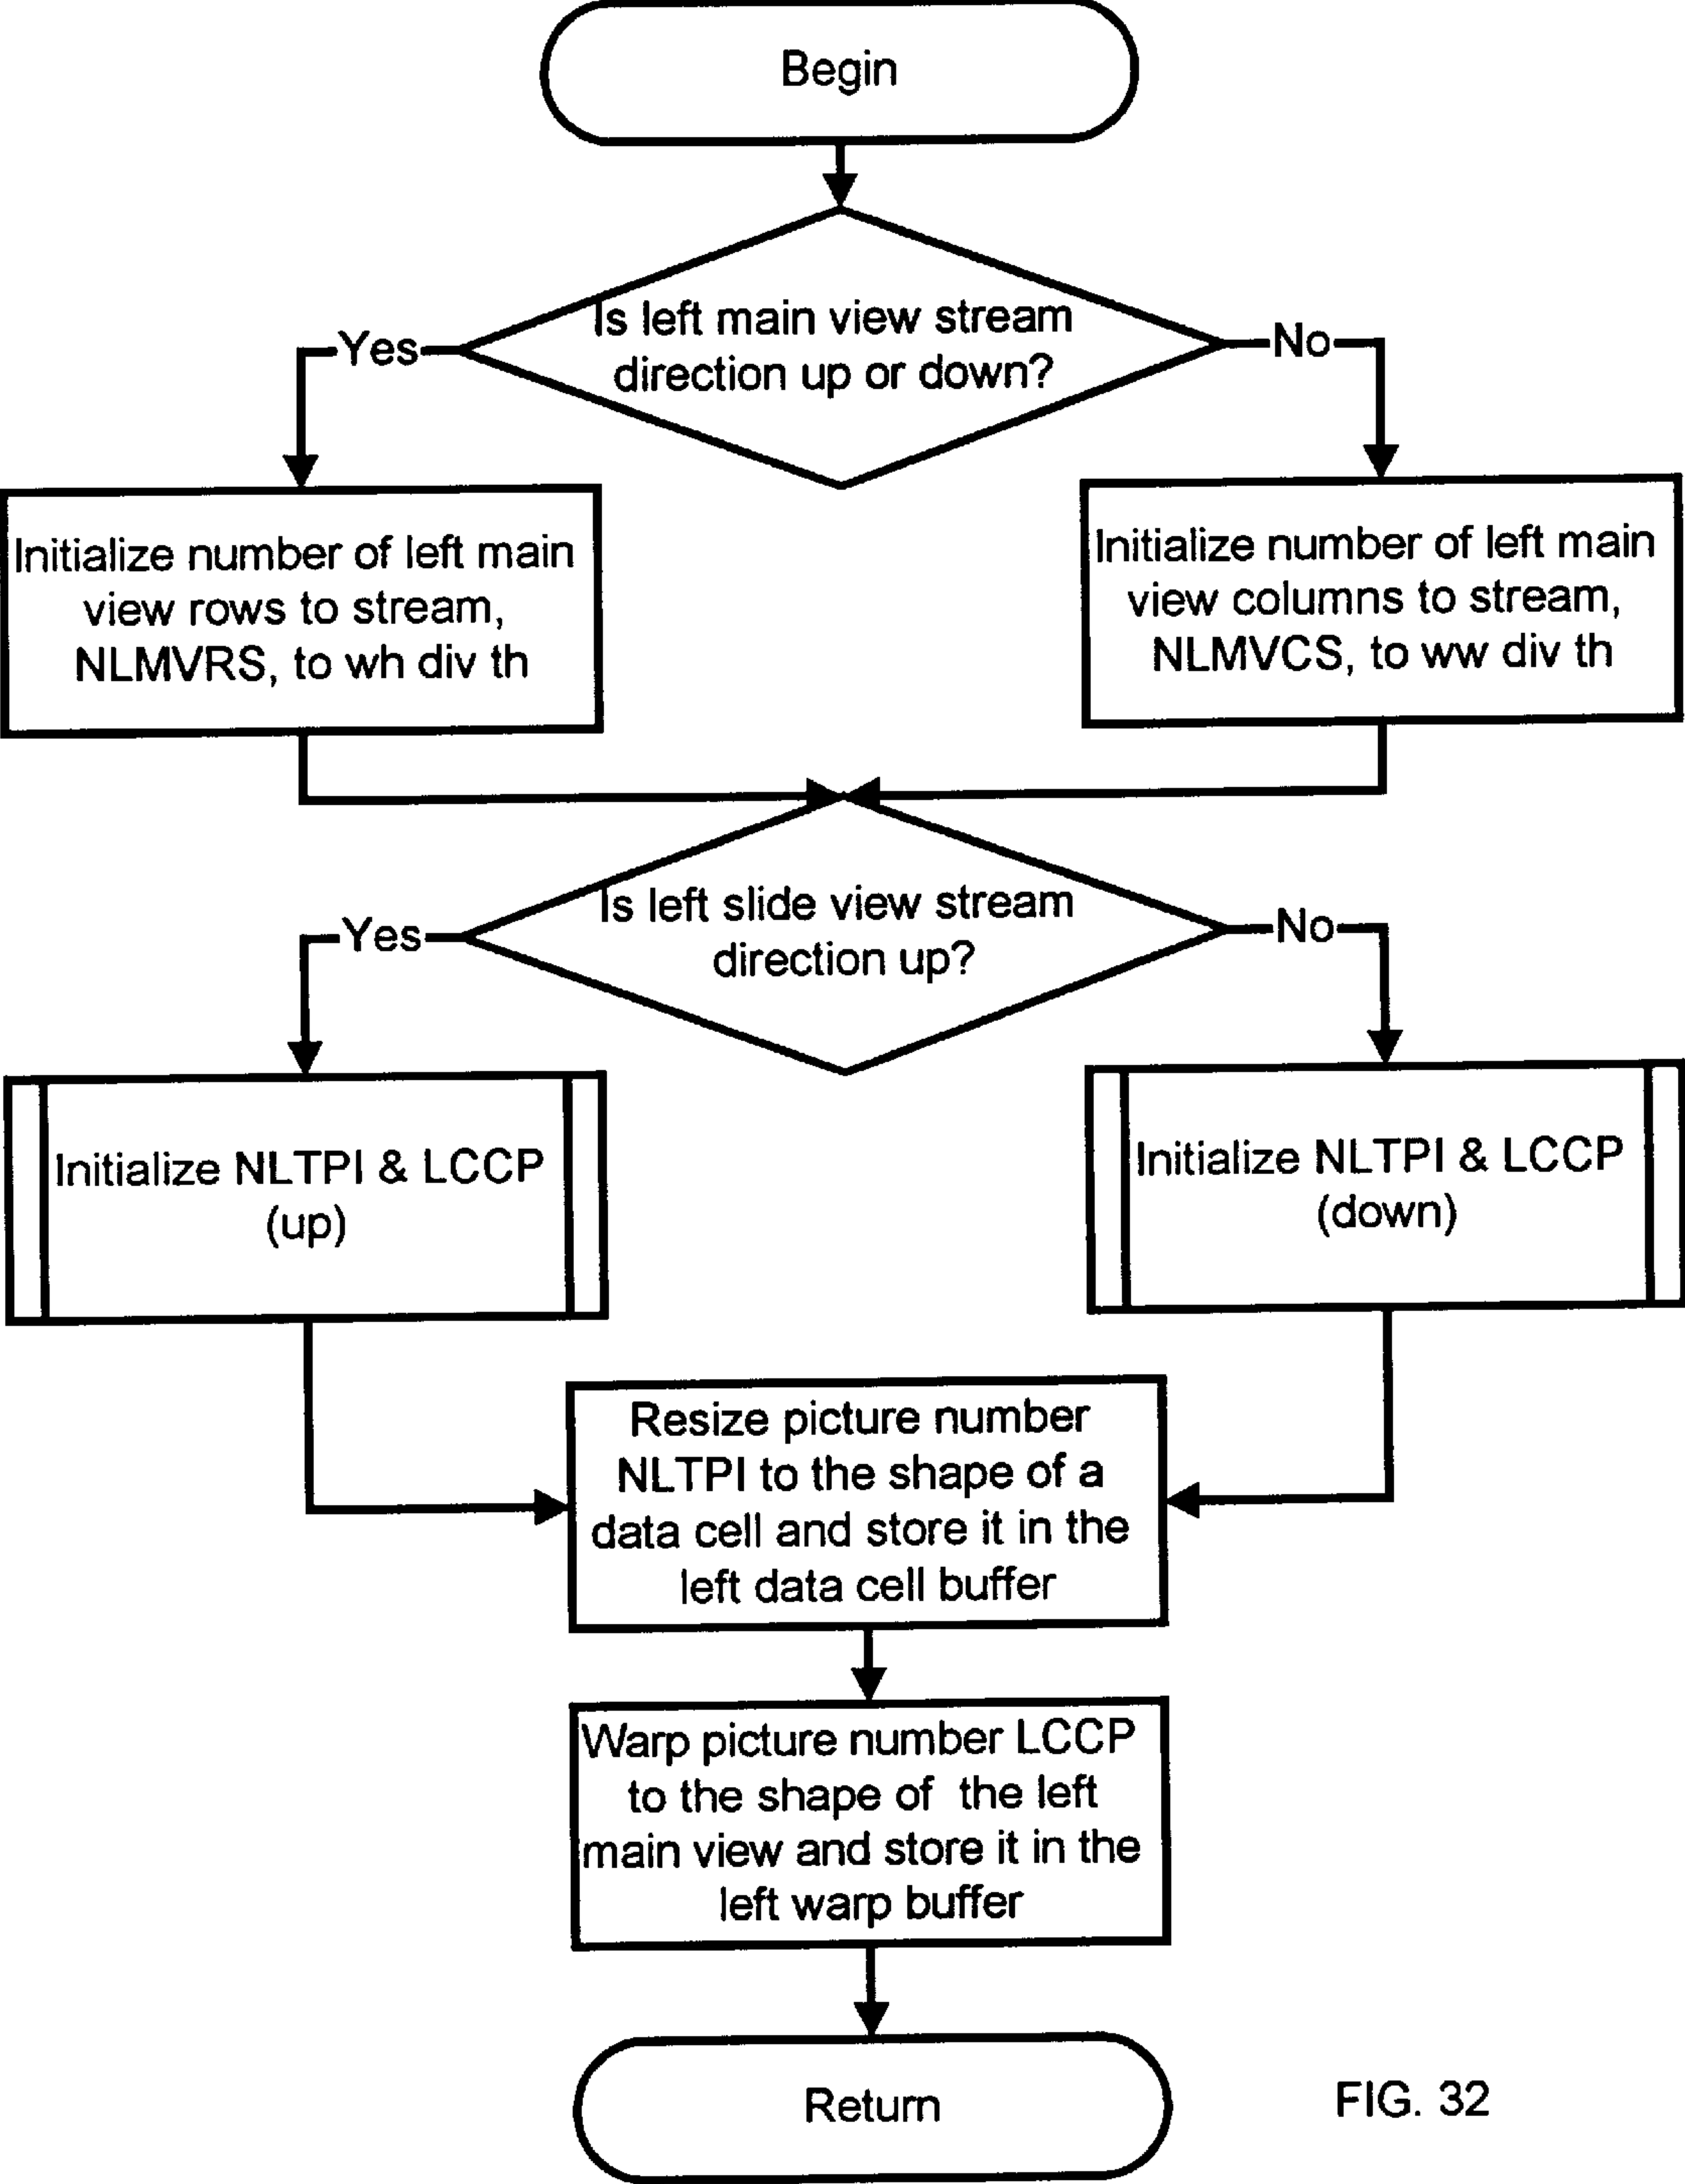 Begin
Is left main view stream
direction up or down?
Yes
No
Initialize number of left main
view rows to stream,
NLMVRS, to wh div th
Initialize number of left main
view columns to stream,
NLMVCS, to ww div th
Is left slide view stream
direction up?
Yes
No
Initialize NLTPI & LCCP
(up)
Initialize NLTPI & LCCP
(down)
Resize picture number
NLTPI to the shape of a
data cell and store it in the
left data cell buffer
Warp picture number LCCP
to the shape of the left
main view and store it in the
left warp buffer
Return
FIG. 32